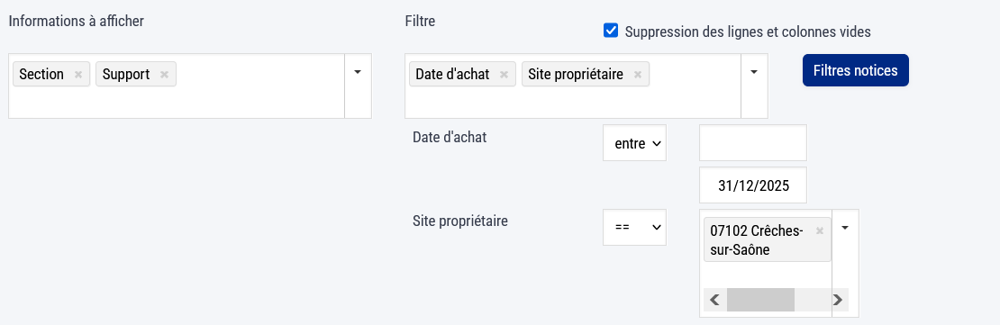 Informations à afficher
Filtre
Suppression des lignes et colonnes vides
Section
Support
Date d'achat
Site propriétaire
Filtres notices
Date d'achat
entre
31/12/2025
Site propriétaire
==
07102 Crêches-
sur-Saône